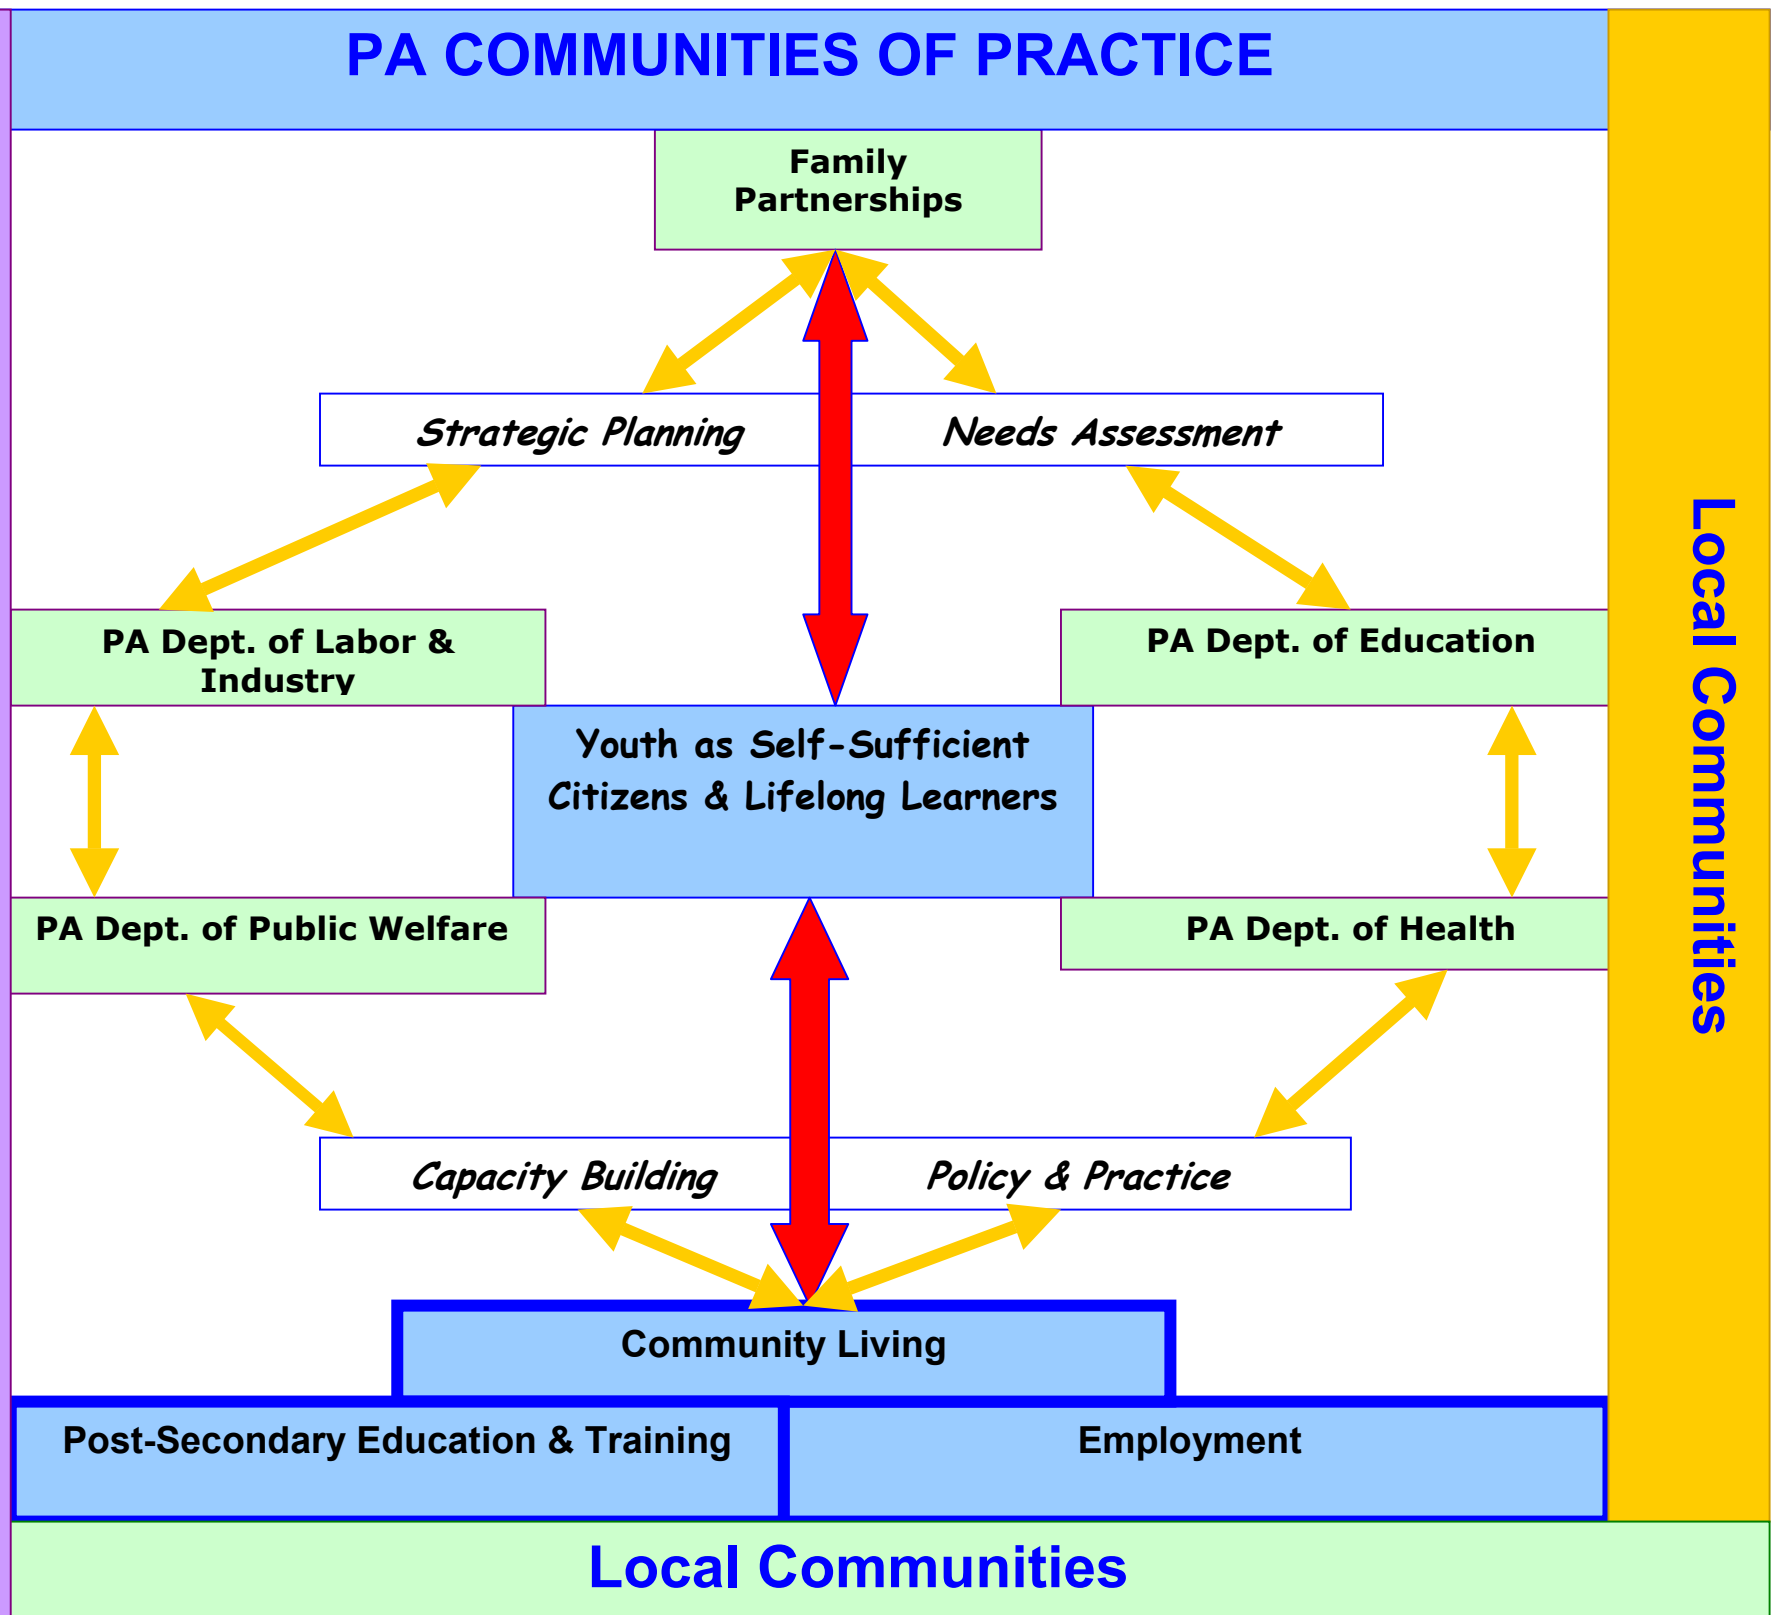 PA COMMUNITIES OF PRACTICE
Family
Partnerships
Strategic Planning
Needs Assessment
PA Dept. of Labor &
Industry
PA Dept. of Education
Youth as Self-Sufficient
Citizens & Lifelong Learners
PA Dept. of Public Welfare
PA Dept. of Health
Capacity Building
Policy & Practice
Community Living
Post-Secondary Education & Training
Employment
Local Communities
Local Communities